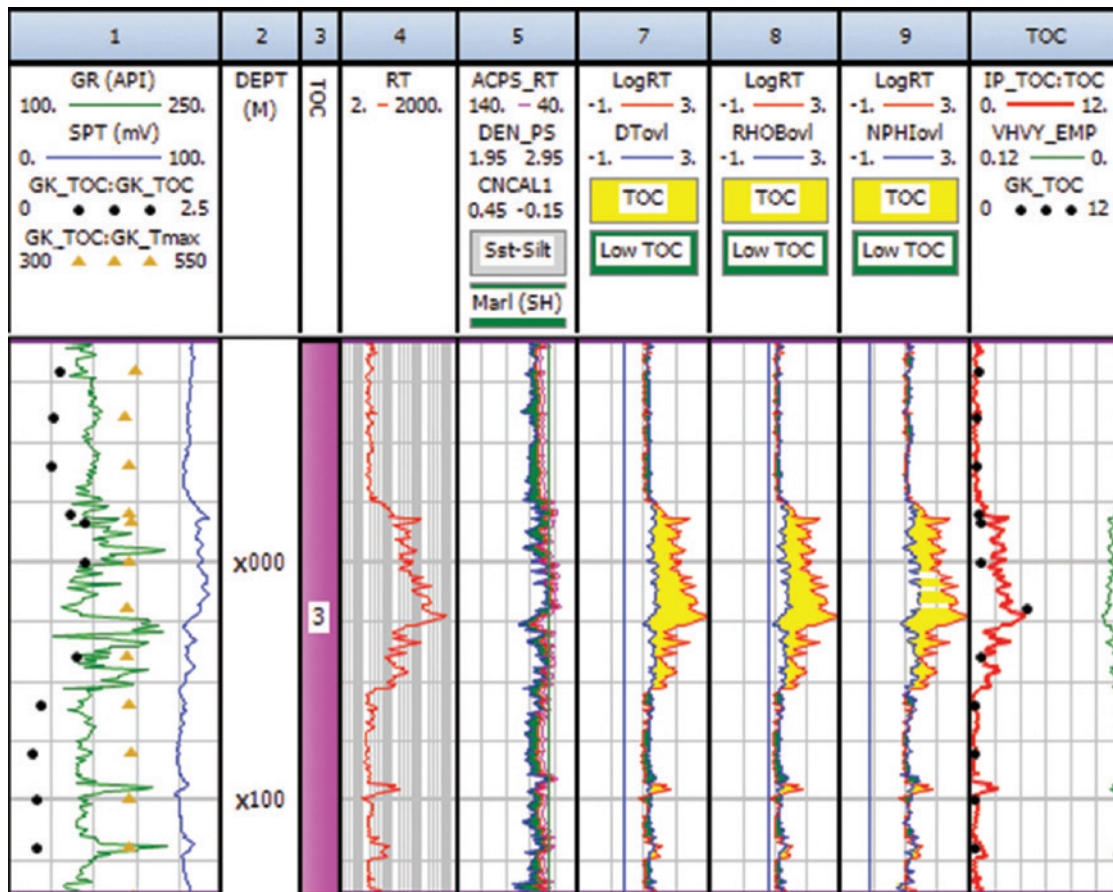 1 2 3 4 5 7 8 9 TOC
GR (API)
100. 250.
SPT (mV)
0. 100.
GK_TOC:GK_TOC
0 2.5
GK_TOC:GK_Tmax
300 550
DEPT
(M)
TOC
RT
2. 2000.
ACPS_RT
140. 40.
DEN_PS
1.95 2.95
CNCAL1
0.45 -0.15
Sst-Silt
Marl (SH)
LogRT
-1. 3.
DTovl
-1. 3.
TOC
Low TOC
LogRT
-1. 3.
RHOBovl
-1. 3.
TOC
Low TOC
LogRT
-1. 3.
NPHIovl
-1. 3.
TOC
Low TOC
IP_TOC:TOC
0. 12.
VHVY_EMP
0.12 0.
GK_TOC
0 12
x000
3
x100